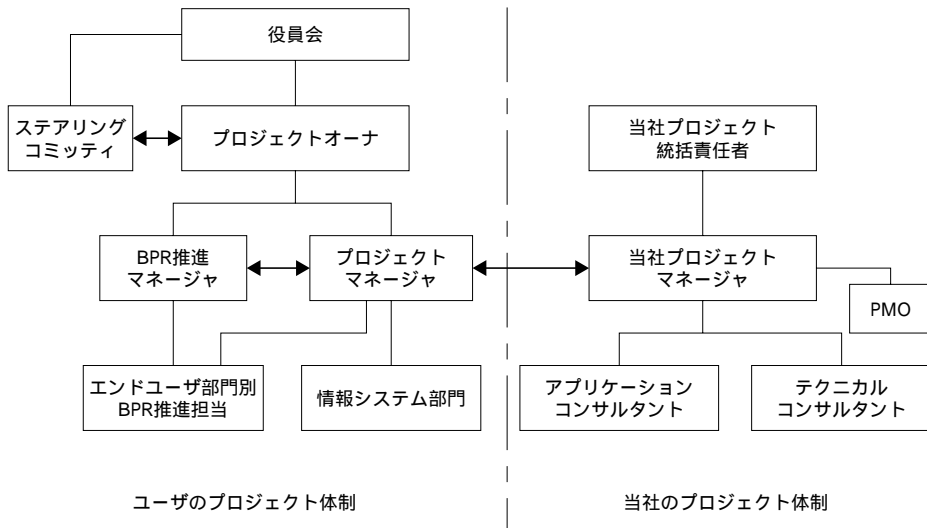 役員会
ステアリング
コミッティ
プロジェクトオーナ
当社プロジェクト
統括責任者
BPR推進
マネージャ
プロジェクト
マネージャ
当社プロジェクト
マネージャ
PMO
エンドユーザ部門別
BPR推進担当
情報システム部門
アプリケーション
コンサルタント
テクニカル
コンサルタント
ユーザのプロジェクト体制
当社のプロジェクト体制